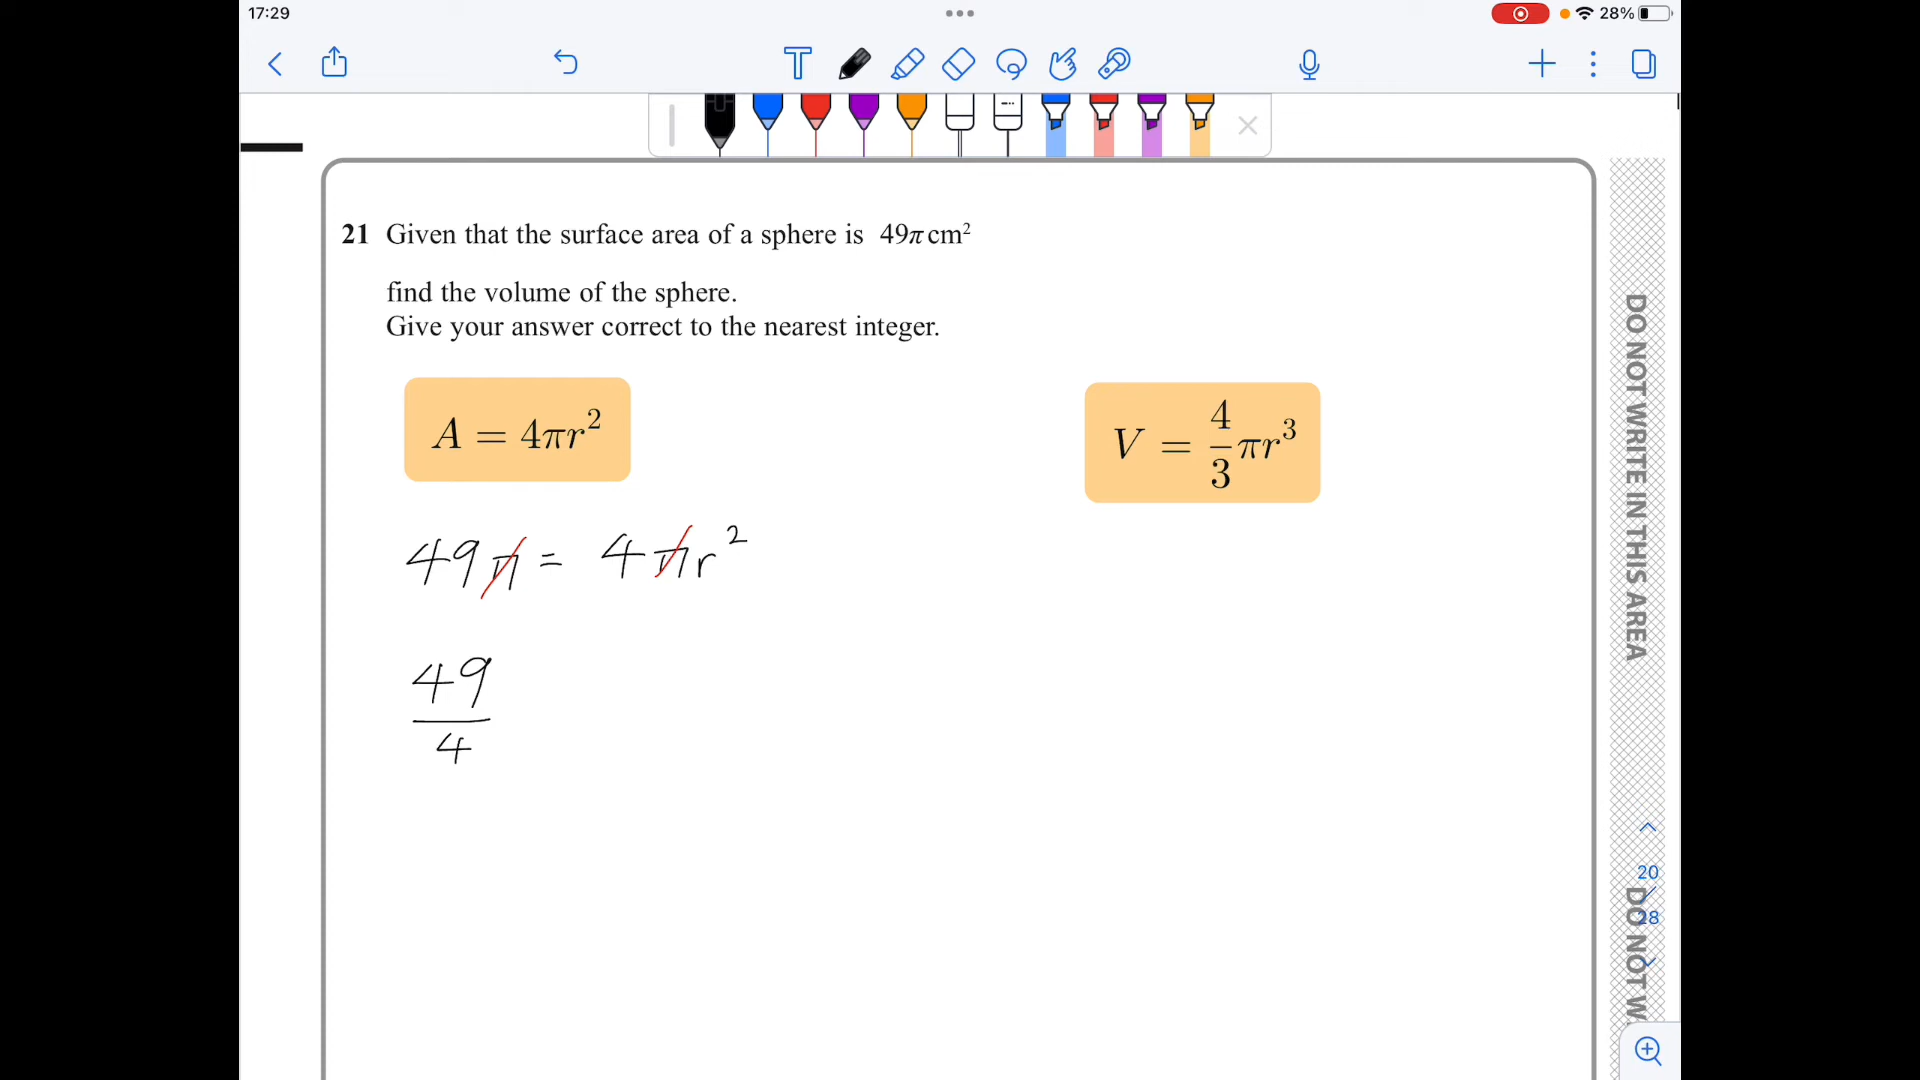 17:29
28%
T
21 Given that the surface area of a sphere is 49π cm²
find the volume of the sphere.
Give your answer correct to the nearest integer.
A = 4πr²
V = 4/3 πr³
49π = 4πr²
49/4
DO NOT WRITE IN THIS AREA
20
28
DO NOT W